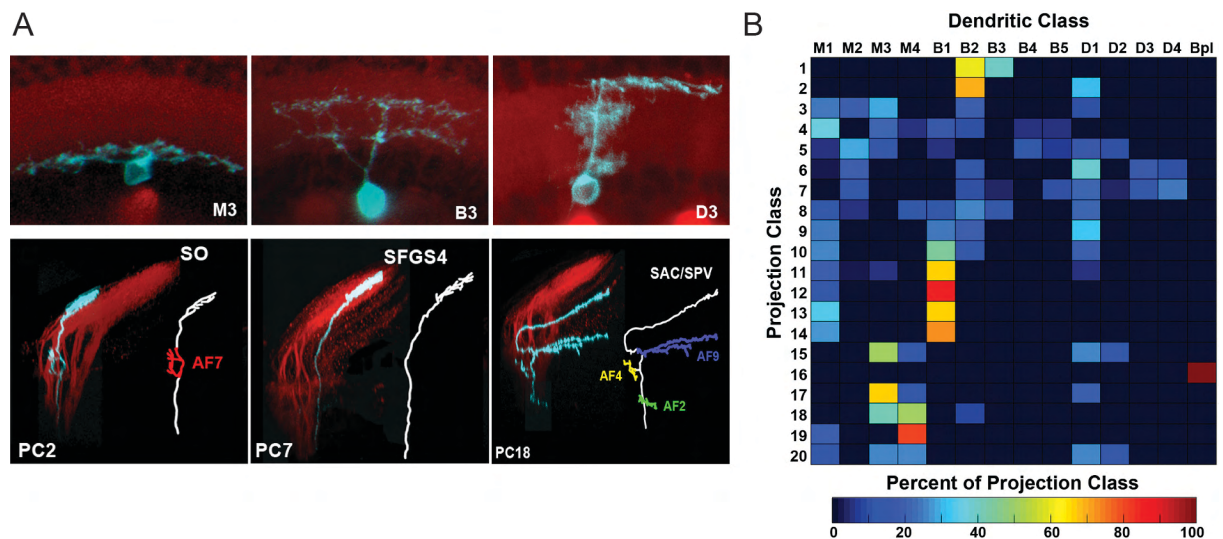 A
M3
B3
D3
SO
AF7
PC2
SFGS4
PC7
SAC/SPV
AF9
AF4
AF2
PC18
B
Dendritic Class
M1 M2 M3 M4 B1 B2 B3 B4 B5 D1 D2 D3 D4 Bpl
Projection Class
1
2
3
4
5
6
7
8
9
10
11
12
13
14
15
16
17
18
19
20
Percent of Projection Class
0 20 40 60 80 100